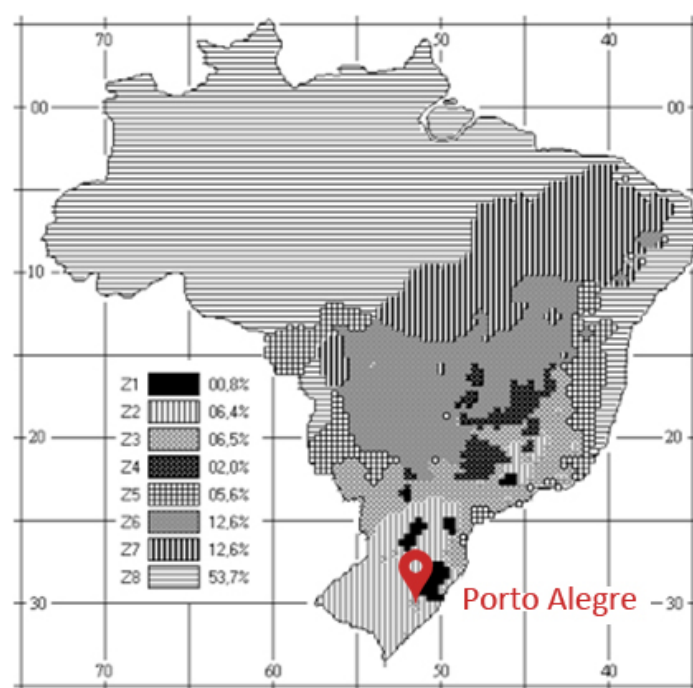 70 50 40
00 00
10
Z1 00,8%
Z2 06,4%
Z3 06,5%
Z4 02,0%
Z5 05,6%
Z6 12,6%
Z7 12,6%
Z8 53,7%
20 20
30 Porto Alegre 30
70 60 50 40